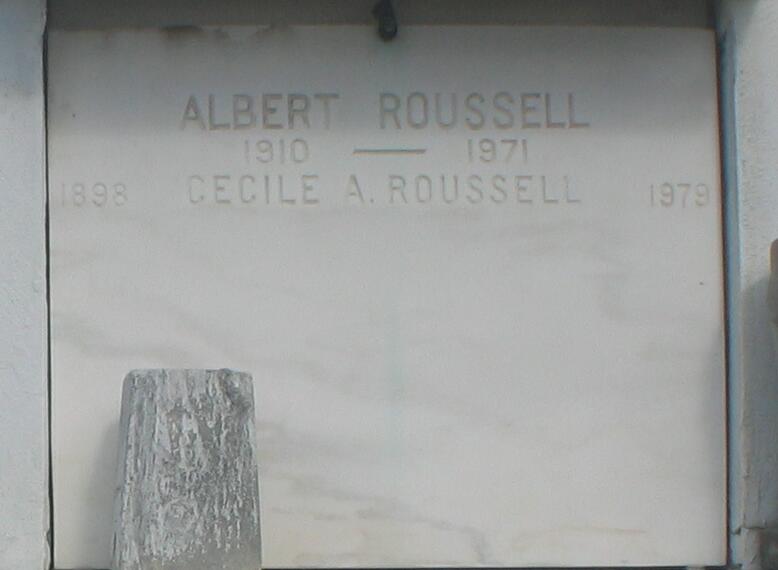 ALBERT ROUSSELL
1910 — 1971
1898 CECILE A. ROUSSELL 1979